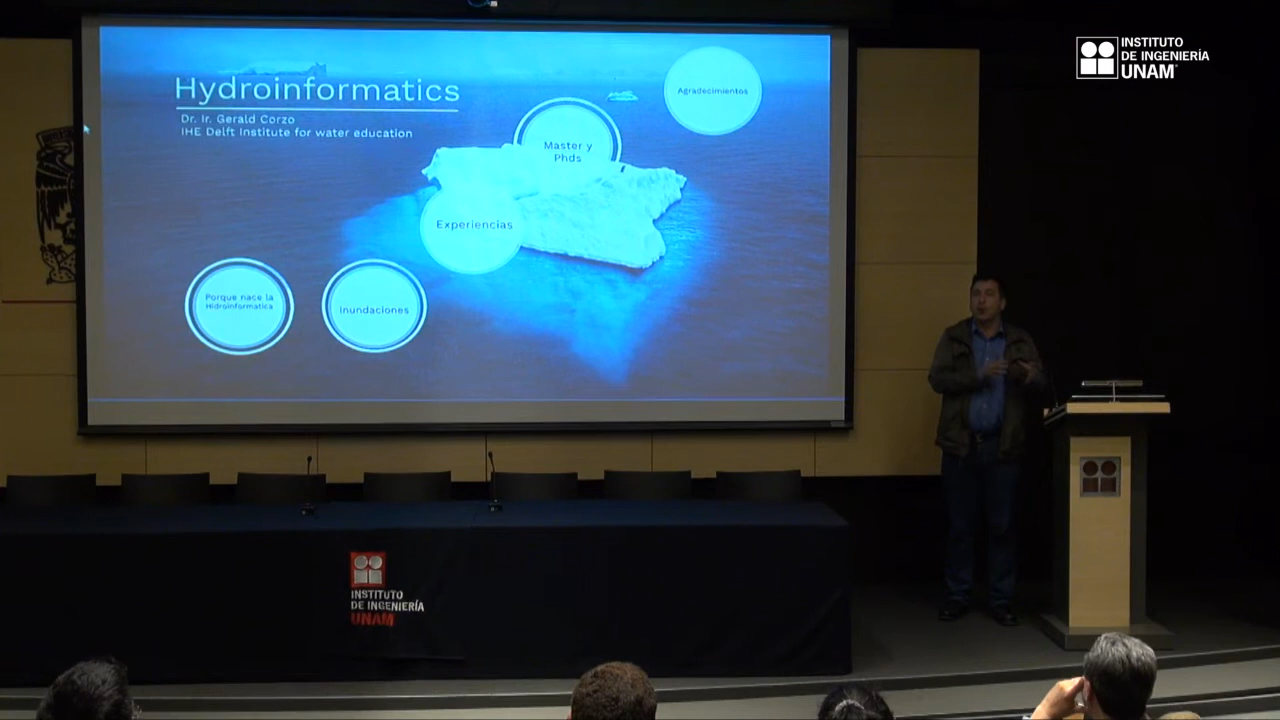 INSTITUTO
DE INGENIERÍA
UNAM
Hydroinformatics
Dr. Ir. Gerald Corzo
IHE Delft Institute for water education
Agradecimientos
Master y
Phds
Experiencias
Porque nace la
Hidroinformatica
Inundaciones
INSTITUTO
DE INGENIERÍA
UNAM